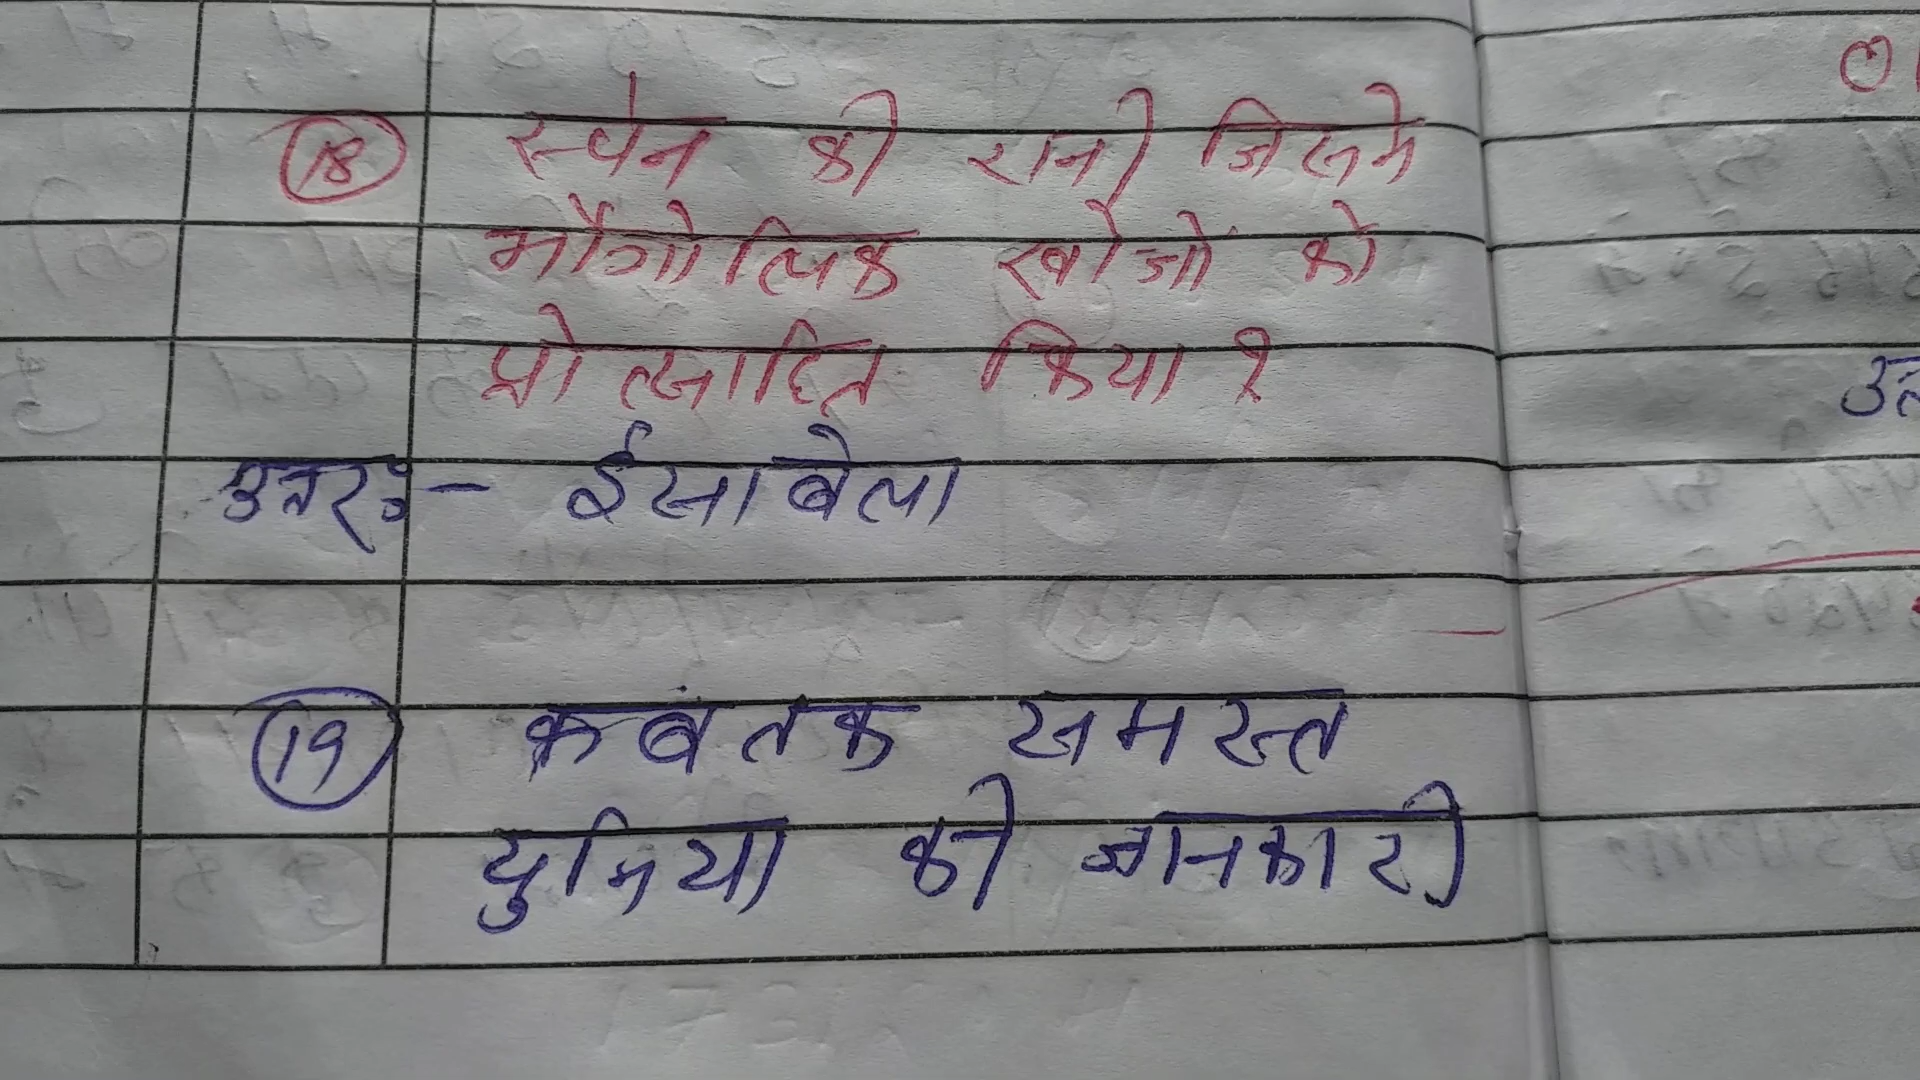 18 स्पेन की रानी जिसने
भौगोलिक खोजों को
प्रोत्साहित किया ?
उत्तर:- ईसाबेला
19 कब तक समस्त
दुनिया की जानकारी